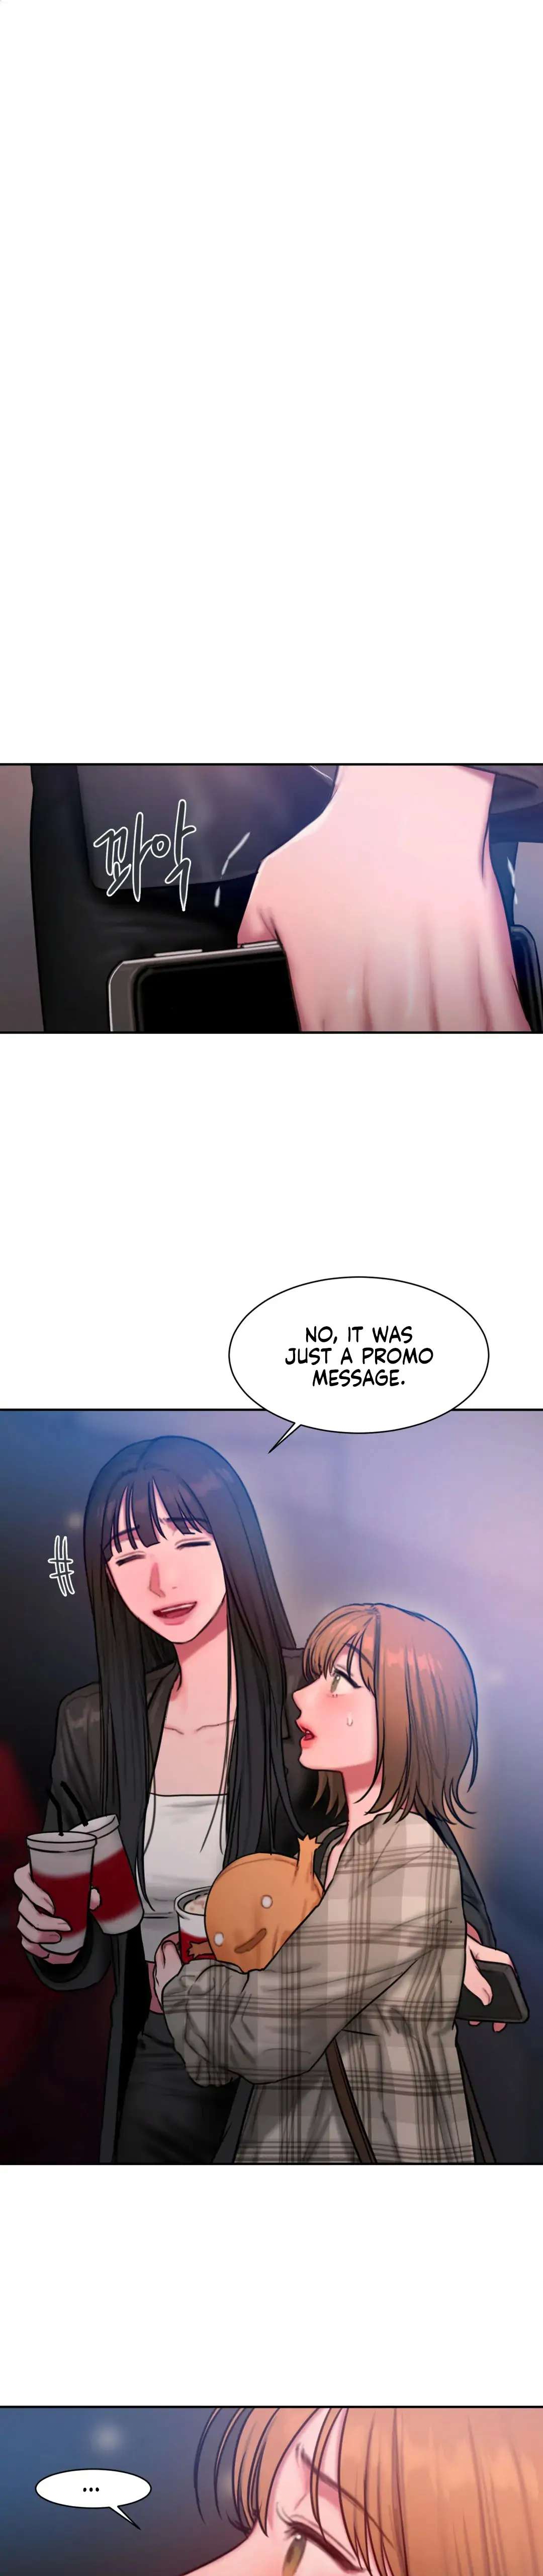 꽈악
NO, IT WAS
JUST A PROMO
MESSAGE.
...